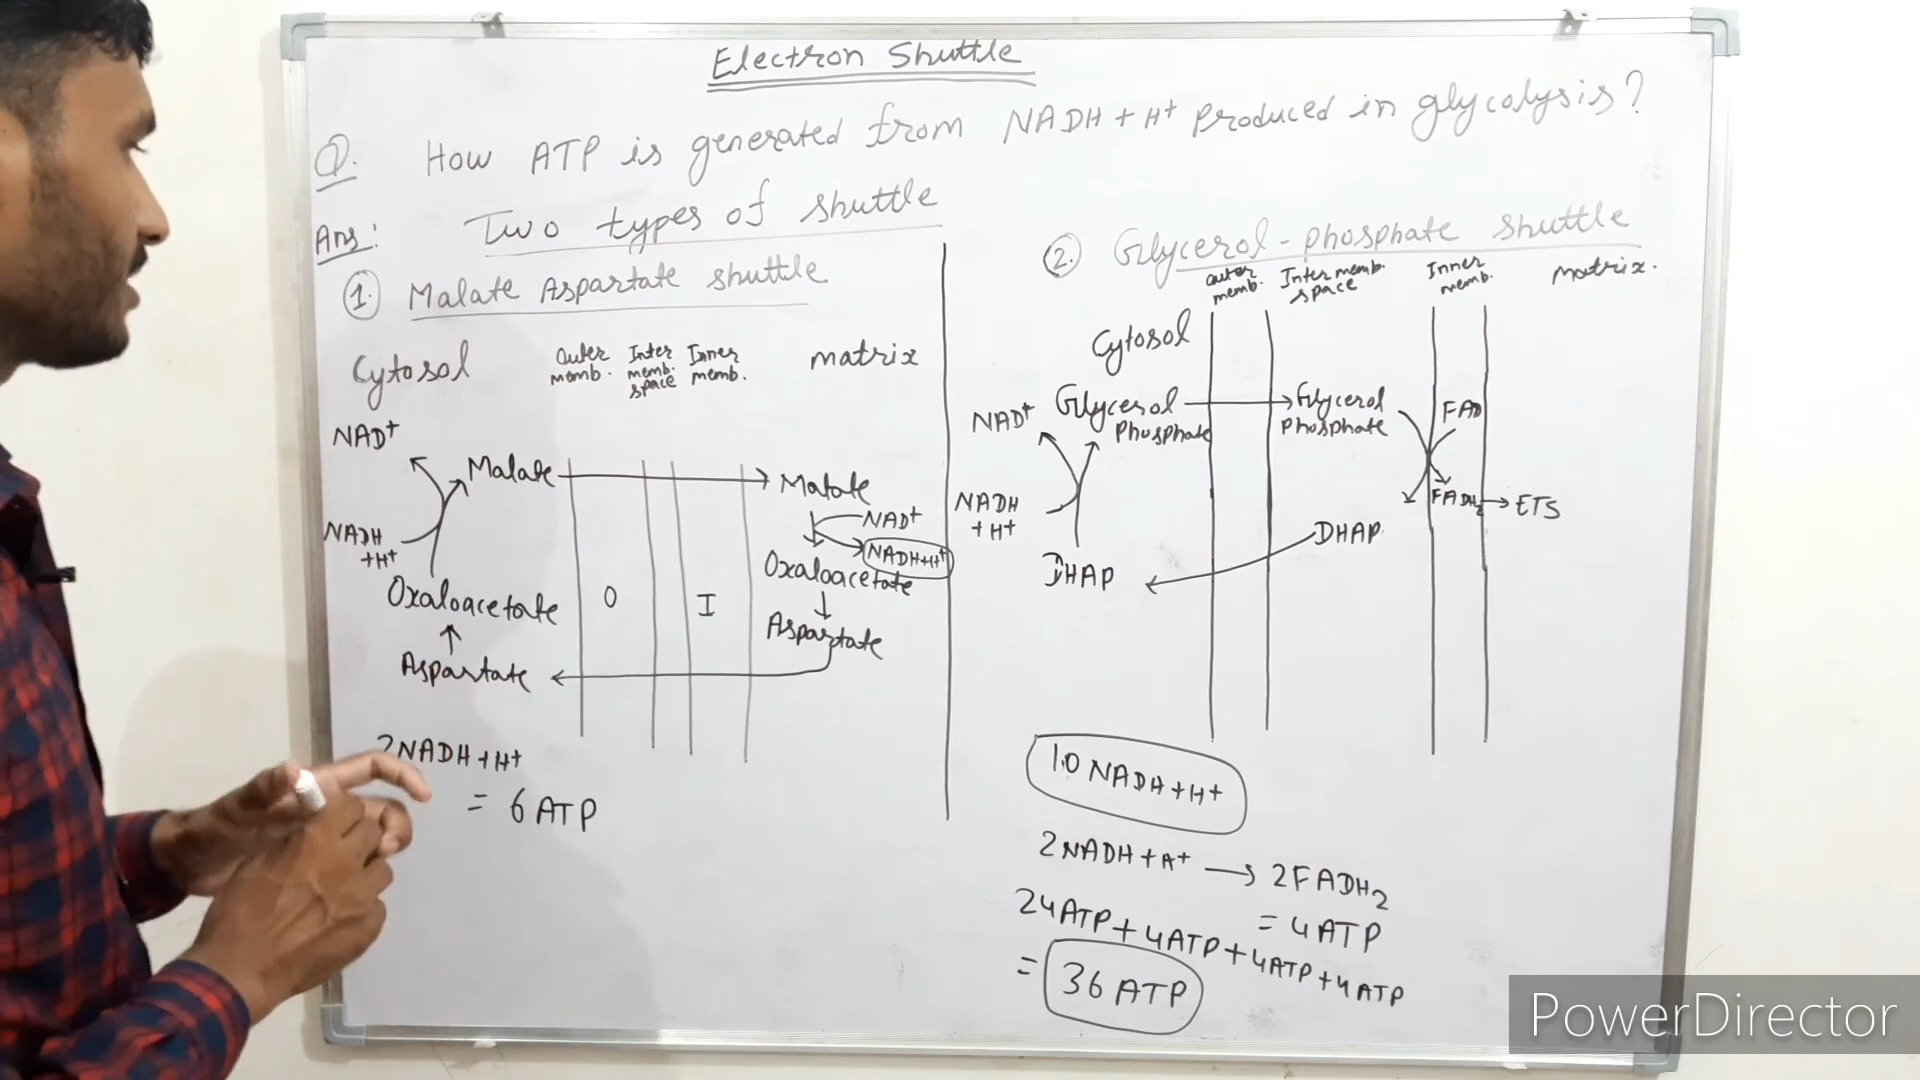 Electron Shuttle
Q. How ATP is generated from NADH + H+ Produced in glycolysis?
Ans: Two types of shuttle
1. Malate Aspartate shuttle
Cytosol
Outer memb.
Inter memb. space
Inner memb.
matrix
NAD+
Malate
Malate
NADH +H+
NAD+
NADH+H+
Oxaloacetate
O
I
Oxaloacetate
Aspartate
Aspartate
2NADH+H+
= 6 ATP
2. Glycerol-phosphate shuttle
outer memb.
Inter memb. space
Inner memb.
matrix.
Cytosol
NAD+
Glycerol Phosphate
Glycerol Phosphate
FAD
NADH +H+
FADH2
ETS
DHAP
DHAP
10 NADH+H+
2NADH+H+ → 2FADH2
= 4ATP
24ATP+4ATP+4ATP+4ATP
= 36 ATP
PowerDirector